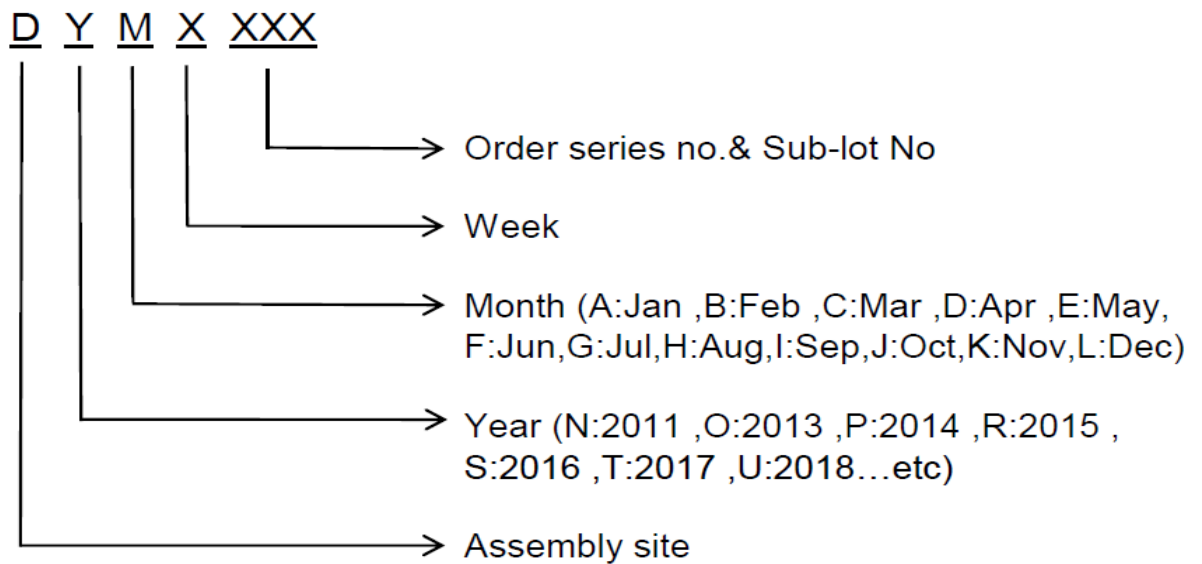 D Y M X XXX
Order series no.& Sub-lot No
Week
Month (A:Jan ,B:Feb ,C:Mar ,D:Apr ,E:May,
F:Jun,G:Jul,H:Aug,I:Sep,J:Oct,K:Nov,L:Dec)
Year (N:2011 ,O:2013 ,P:2014 ,R:2015 ,
S:2016 ,T:2017 ,U:2018...etc)
Assembly site